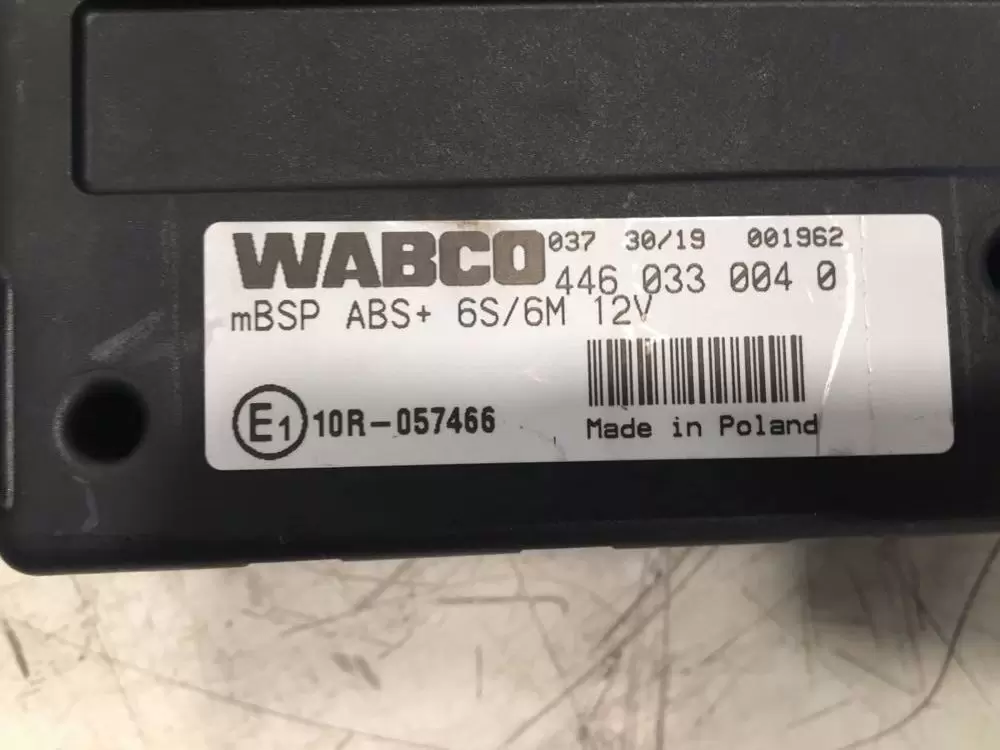 WABCO 037 30/19 001962
446 033 004 0
mBSP ABS+ 6S/6M 12V
E1 10R-057466
Made in Poland